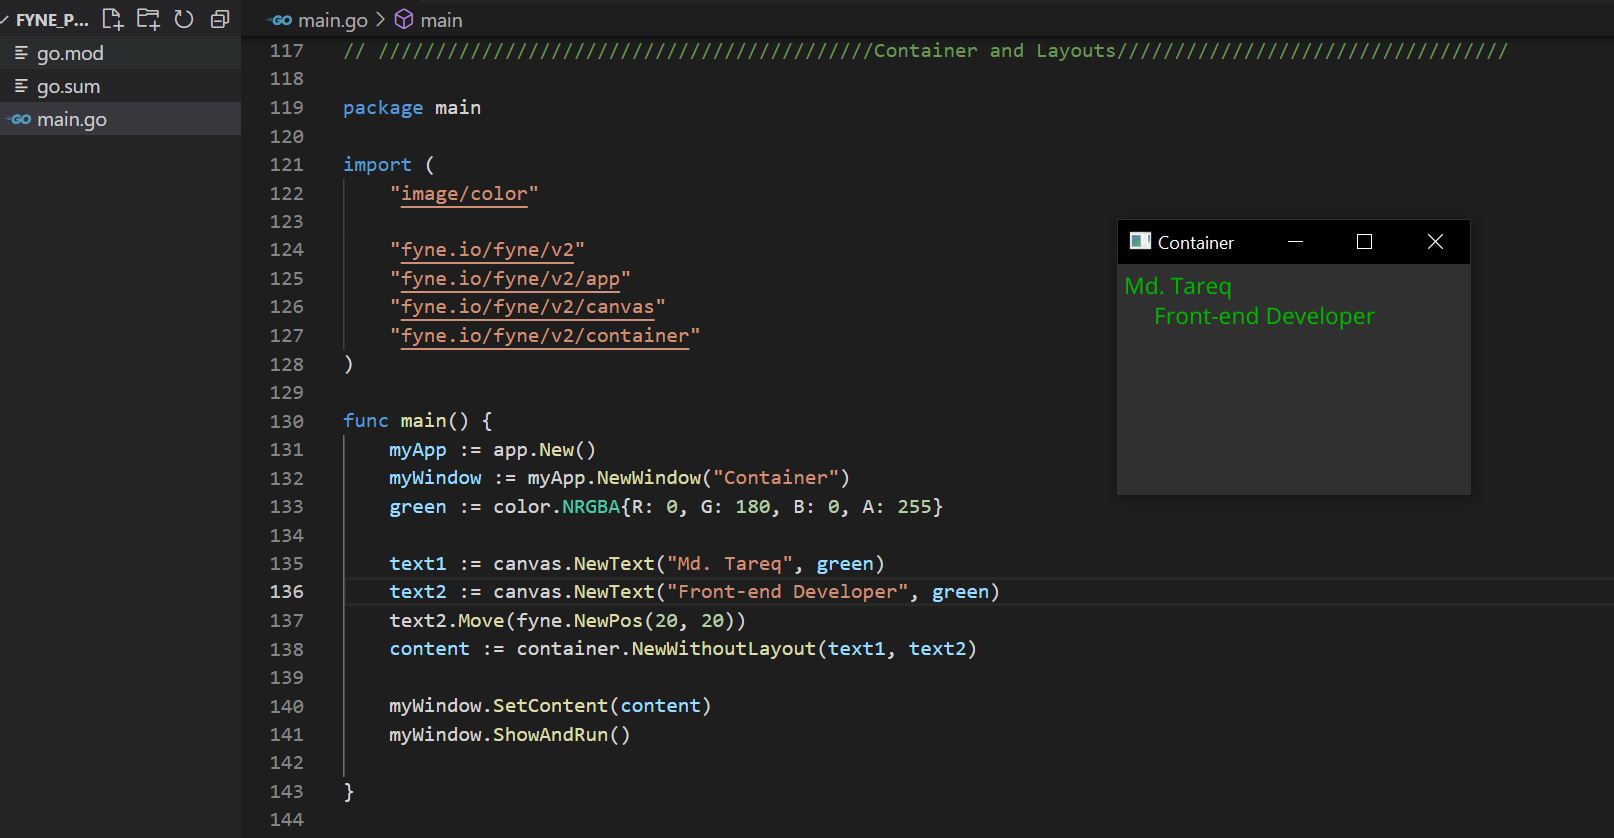 FYNE_P...
go.mod
go.sum
GO main.go
GO main.go > main
117 // ///////////////////////////////////////////Container and Layouts//////////////////////////////////
118
119 package main
120
121 import (
122     "image/color"
123
124     "fyne.io/fyne/v2"
125     "fyne.io/fyne/v2/app"
126     "fyne.io/fyne/v2/canvas"
127     "fyne.io/fyne/v2/container"
128 )
129
130 func main() {
131     myApp := app.New()
132     myWindow := myApp.NewWindow("Container")
133     green := color.NRGBA{R: 0, G: 180, B: 0, A: 255}
134
135     text1 := canvas.NewText("Md. Tareq", green)
136     text2 := canvas.NewText("Front-end Developer", green)
137     text2.Move(fyne.NewPos(20, 20))
138     content := container.NewWithoutLayout(text1, text2)
139
140     myWindow.SetContent(content)
141     myWindow.ShowAndRun()
142
143 }
144
Container
Md. Tareq
Front-end Developer